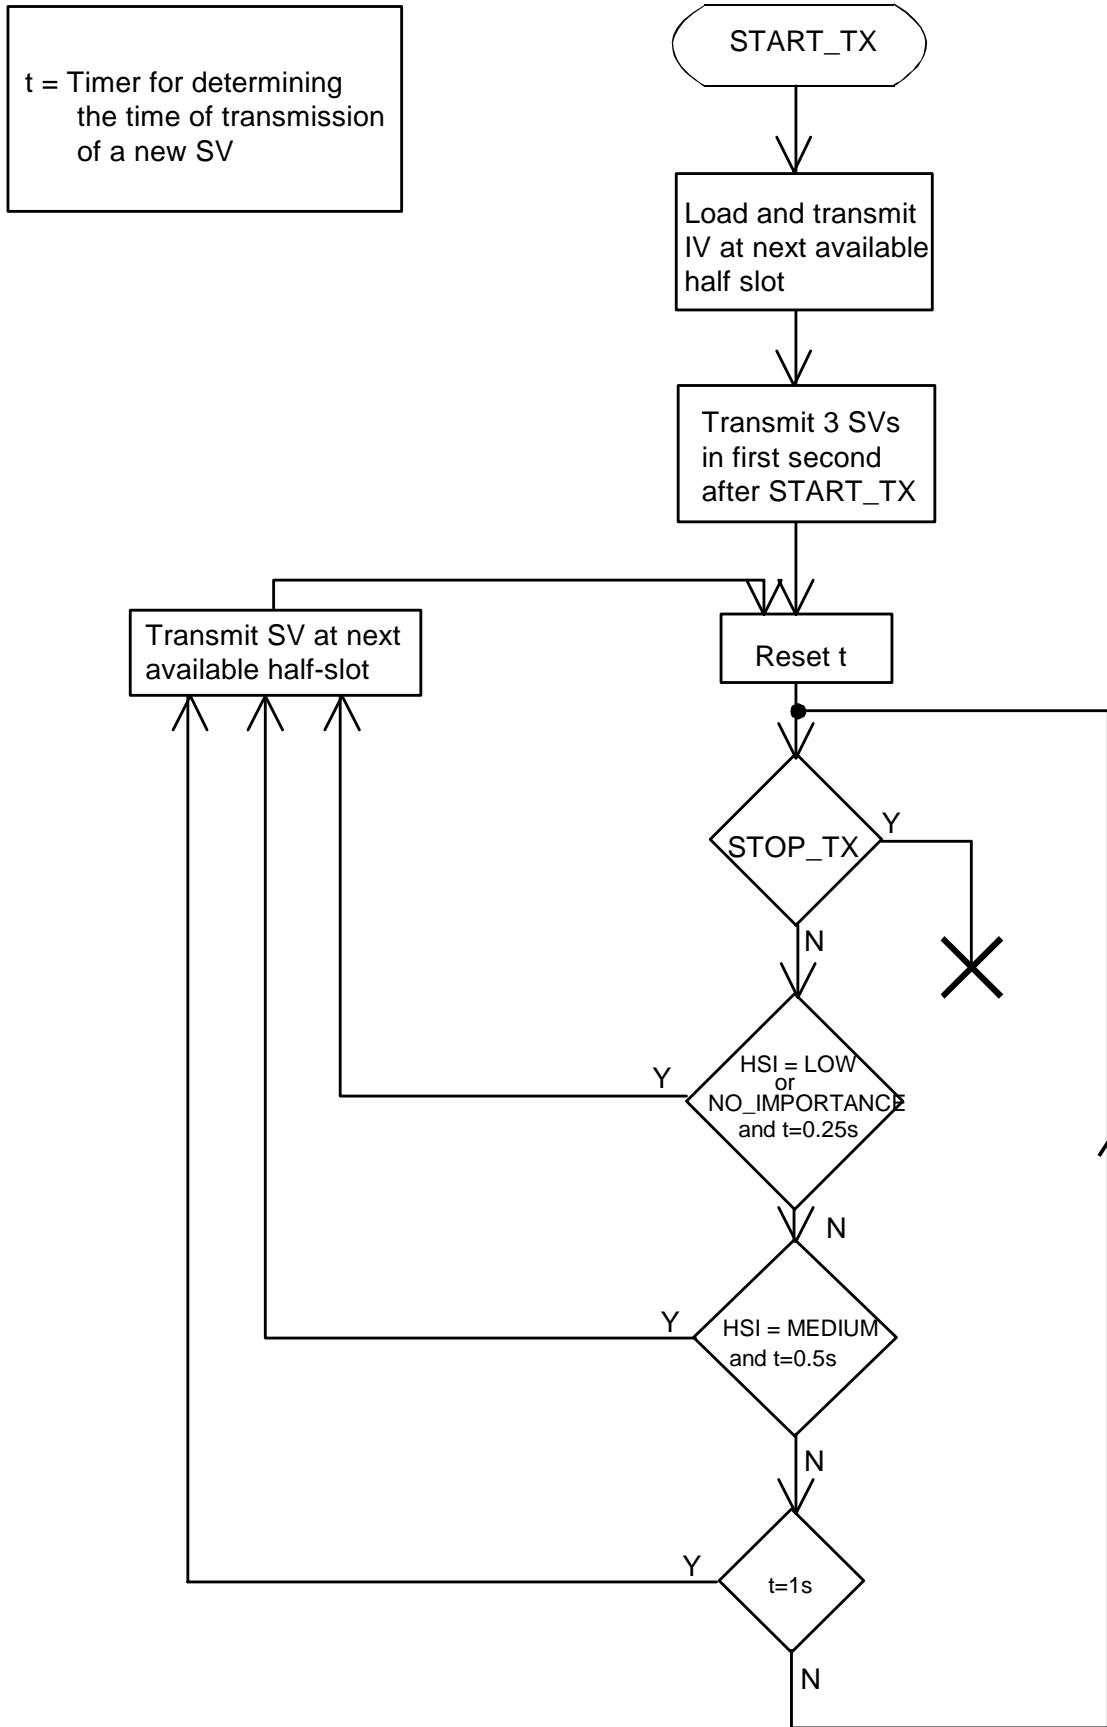 t = Timer for determining
the time of transmission
of a new SV
START_TX
Load and transmit
IV at next available
half slot
Transmit 3 SVs
in first second
after START_TX
Transmit SV at next
available half-slot
Reset t
STOP_TX
Y
N
HSI = LOW
or
NO_IMPORTANCE
and t=0.25s
Y
N
HSI = MEDIUM
and t=0.5s
Y
N
t=1s
Y
N